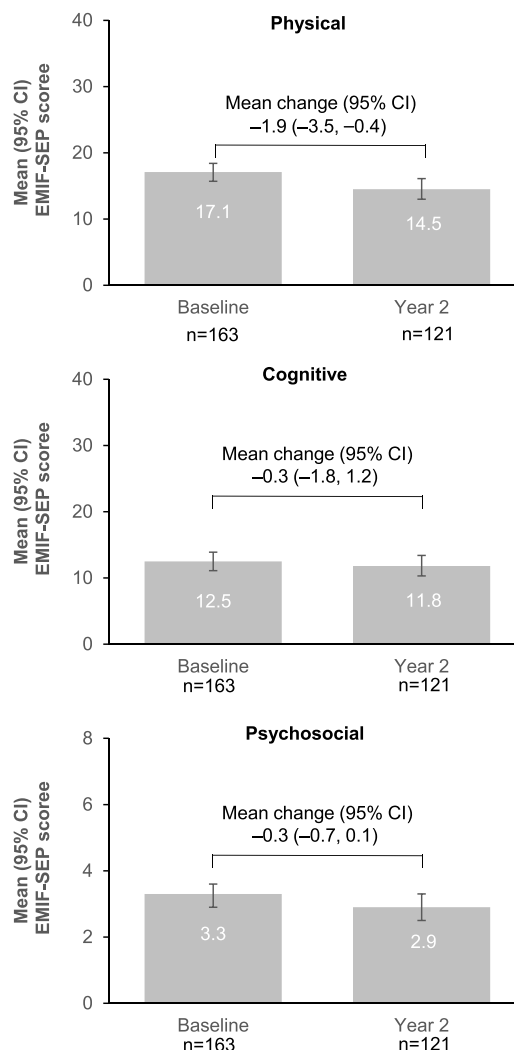 Physical
Mean (95% CI)
EMIF-SEP scoree
40
30
20
10
0
Mean change (95% CI)
–1.9 (–3.5, –0.4)
17.1
14.5
Baseline
Year 2
n=163
n=121
Cognitive
Mean (95% CI)
EMIF-SEP scoree
40
30
20
10
0
Mean change (95% CI)
–0.3 (–1.8, 1.2)
12.5
11.8
Baseline
Year 2
n=163
n=121
Psychosocial
Mean (95% CI)
EMIF-SEP scoree
8
6
4
2
0
Mean change (95% CI)
–0.3 (–0.7, 0.1)
3.3
2.9
Baseline
Year 2
n=163
n=121